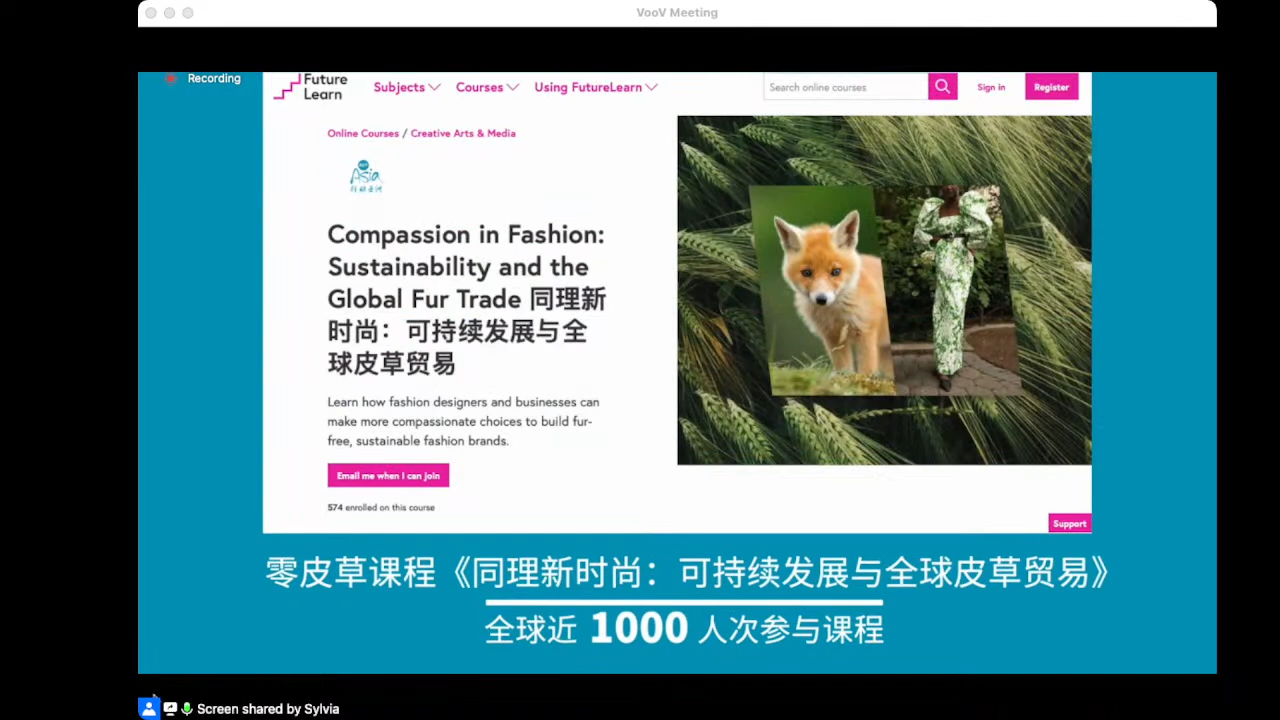 VooV Meeting
Recording
Future
Learn
Subjects
Courses
Using FutureLearn
Search online courses
Sign in
Register
Online Courses / Creative Arts & Media
Asia
行动亚洲
Compassion in Fashion:
Sustainability and the
Global Fur Trade 同理新
时尚：可持续发展与全
球皮草贸易
Learn how fashion designers and businesses can
make more compassionate choices to build fur-
free, sustainable fashion brands.
Email me when I can join
574 enrolled on this course
Support
零皮草课程《同理新时尚：可持续发展与全球皮草贸易》
全球近 1000 人次参与课程
Screen shared by Sylvia